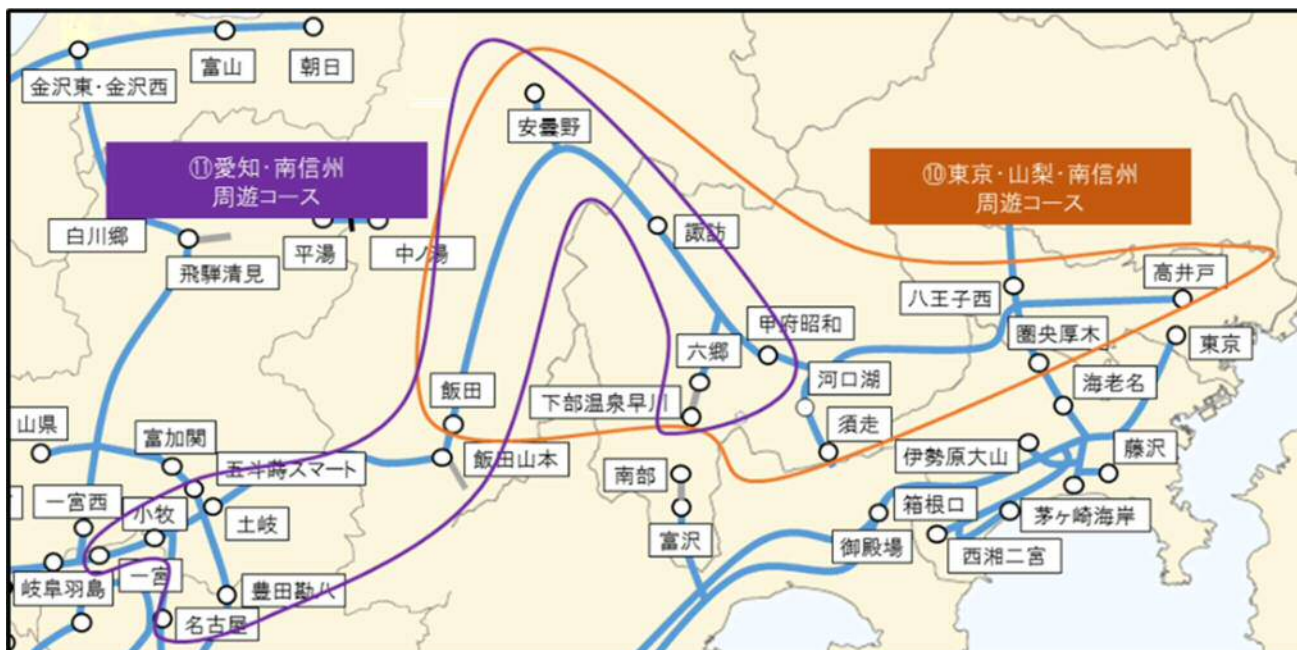 金沢東・金沢西
富山
朝日
安曇野
⑪愛知・南信州
周遊コース
⑩東京・山梨・南信州
周遊コース
白川郷
飛騨清見
平湯
中ノ湯
諏訪
八王子西
高井戸
甲府昭和
圏央厚木
東京
六郷
河口湖
海老名
飯田
下部温泉早川
須走
山県
富加関
五斗蒔スマート
飯田山本
伊勢原大山
藤沢
南部
一宮西
小牧
土岐
箱根口
茅ヶ崎海岸
富沢
御殿場
西湘二宮
岐阜羽島
一宮
豊田勘八
名古屋